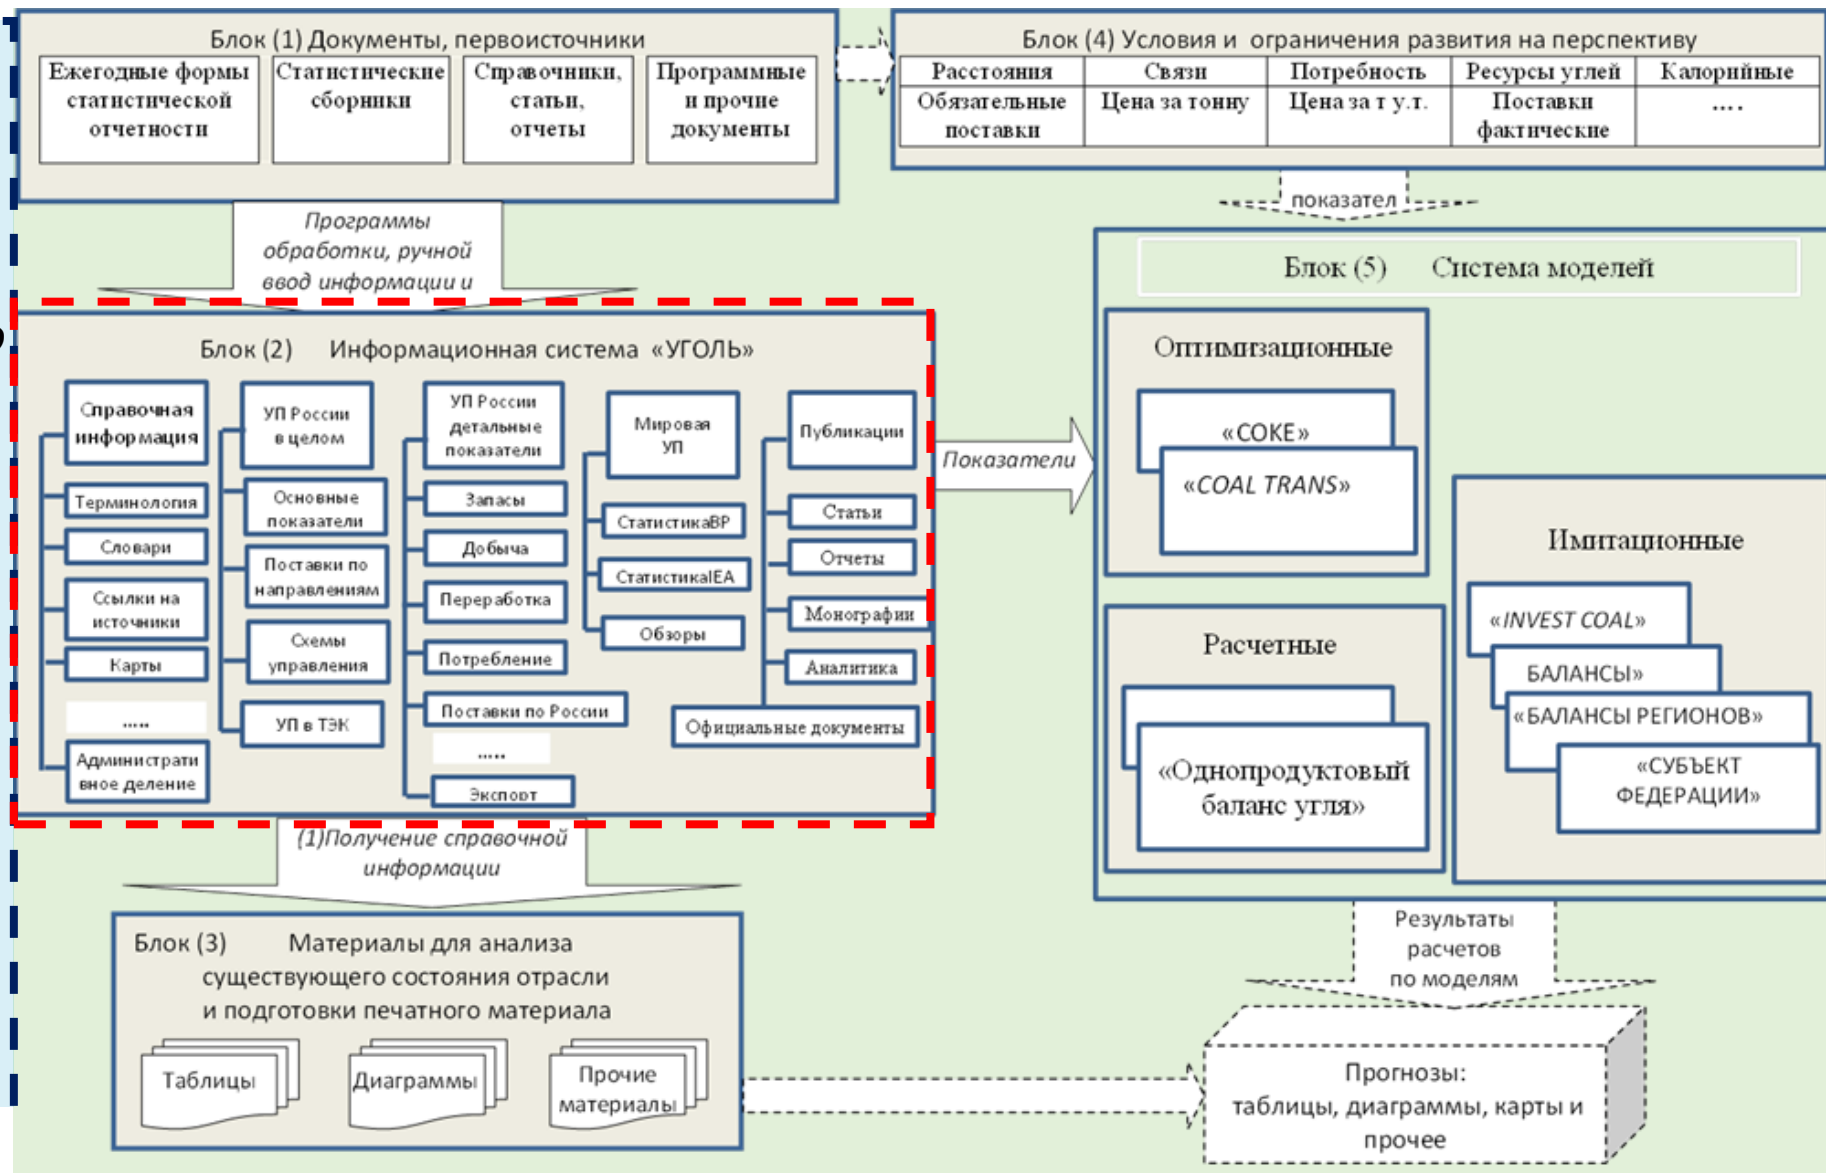 Блок (1) Документы, первоисточники
Ежегодные формы
статистической
отчетности
Статистические
сборники
Справочники,
статьи,
отчеты
Программные
и прочие
документы
Блок (4) Условия и ограничения развития на перспективу
Расстояния
Связи
Потребность
Ресурсы углей
Калорийные
Обязательные
поставки
Цена за тонну
Цена за т у.т.
Поставки
фактические
....
Программы
обработки, ручной
ввод информации и
показател
Блок (2) Информационная система «УГОЛЬ»
Справочная
информация
Терминология
Словари
Ссылки на
источники
Карты
.....
Администрати
вное деление
УП России
в целом
Основные
показатели
Поставки по
направлениям
Схемы
управления
УП в ТЭК
УП России
детальные
показатели
Запасы
Добыча
Переработка
Потребление
Поставки по России
.....
Экспорт
Мировая
УП
СтатистикаBP
СтатистикаIEA
Обзоры
Публикации
Статьи
Отчеты
Монографии
Аналитика
Официальные документы
Показатели
Блок (5) Система моделей
Оптимизационные
«COKE»
«COAL TRANS»
Расчетные
«Однопродуктовый
баланс угля»
Имитационные
«INVEST COAL»
БАЛАНСЫ»
«БАЛАНСЫ РЕГИОНОВ»
«СУБЪЕКТ
ФЕДЕРАЦИИ»
(1)Получение справочной
информации
Блок (3) Материалы для анализа
существующего состояния отрасли
и подготовки печатного материала
Таблицы
Диаграммы
Прочие
материалы
Результаты
расчетов
по моделям
Прогнозы:
таблицы, диаграммы, карты и
прочее